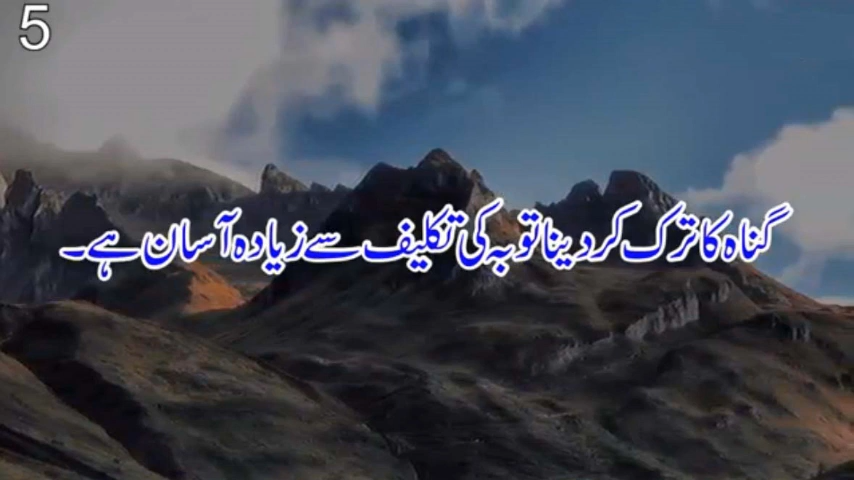 5
گناہ کا ترک کر دینا توبہ کی تکلیف سے زیادہ آسان ہے۔